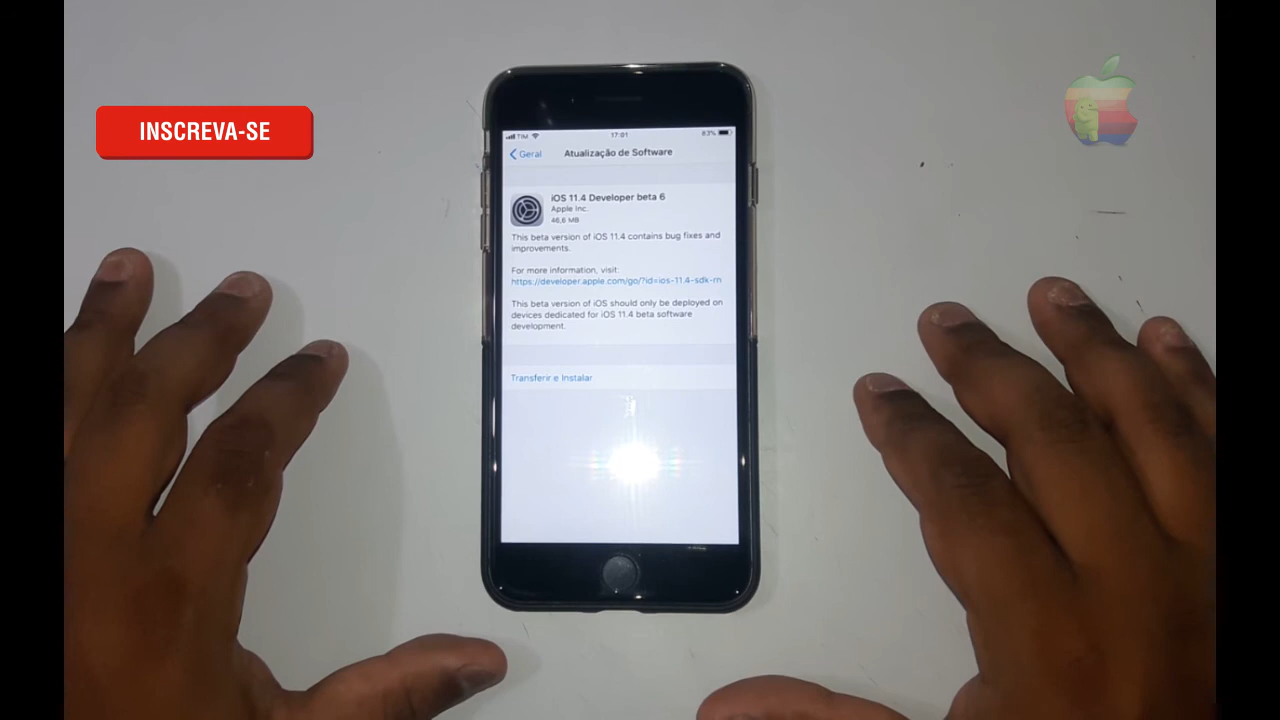 INSCREVA-SE
TIM
17:01
93%
Geral
Atualização de Software
iOS 11.4 Developer beta 6
Apple Inc.
46,6 MB
This beta version of iOS 11.4 contains bug fixes and
improvements.
For more information, visit:
https://developer.apple.com/go/?id=ios-11.4-sdk-rn
This beta version of iOS should only be deployed on
devices dedicated for iOS 11.4 beta software
development.
Transferir e Instalar